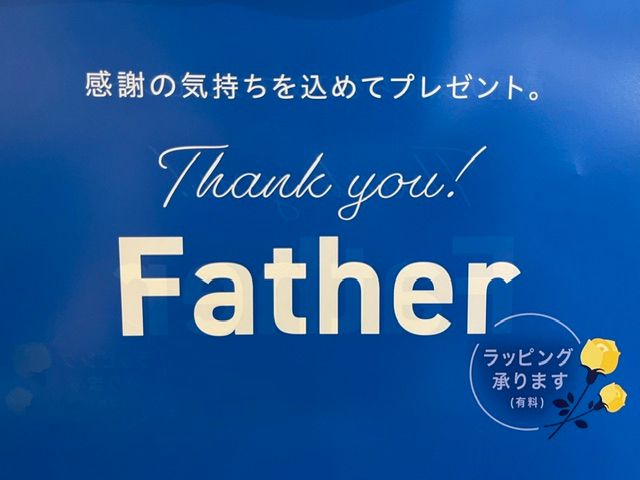 感謝の気持ちを込めてプレゼント。
Thank you!
Father
ラッピング
承ります
(有料)